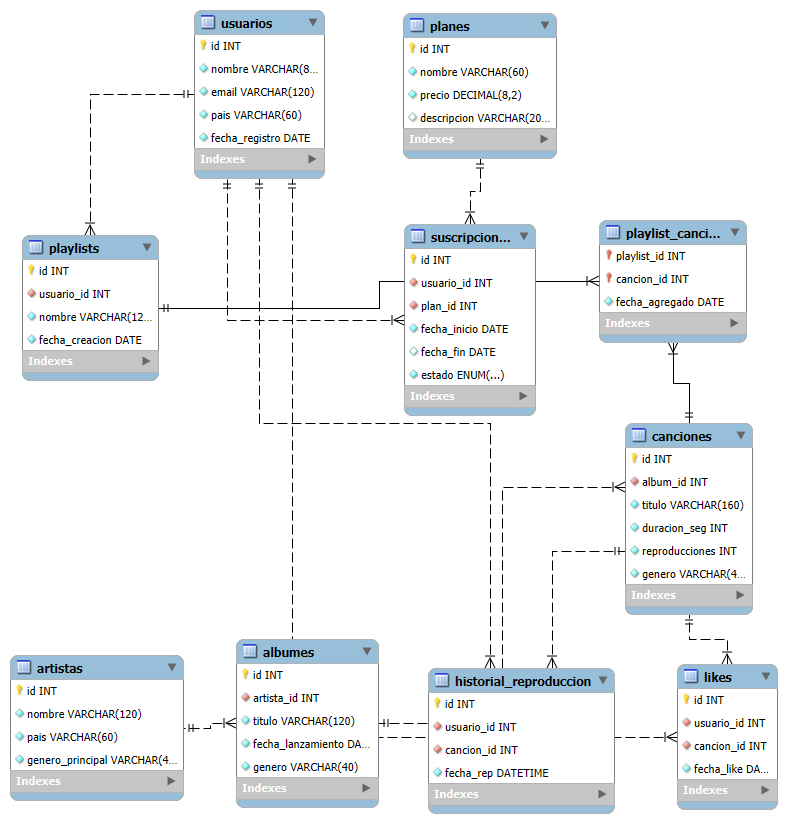 usuarios
id INT
nombre VARCHAR(8...
email VARCHAR(120)
pais VARCHAR(60)
fecha_registro DATE
Indexes
planes
id INT
nombre VARCHAR(60)
precio DECIMAL(8,2)
descripcion VARCHAR(20...
Indexes
playlists
id INT
usuario_id INT
nombre VARCHAR(12...
fecha_creacion DATE
Indexes
suscripcion...
id INT
usuario_id INT
plan_id INT
fecha_inicio DATE
fecha_fin DATE
estado ENUM(...)
Indexes
playlist_canci...
playlist_id INT
cancion_id INT
fecha_agregado DATE
Indexes
canciones
id INT
album_id INT
titulo VARCHAR(160)
duracion_seg INT
reproducciones INT
genero VARCHAR(4...
Indexes
artistas
id INT
nombre VARCHAR(120)
pais VARCHAR(60)
genero_principal VARCHAR(4...
Indexes
albumes
id INT
artista_id INT
titulo VARCHAR(120)
fecha_lanzamiento DA...
genero VARCHAR(40)
Indexes
historial_reproduccion
id INT
usuario_id INT
cancion_id INT
fecha_rep DATETIME
Indexes
likes
id INT
usuario_id INT
cancion_id INT
fecha_like DA...
Indexes